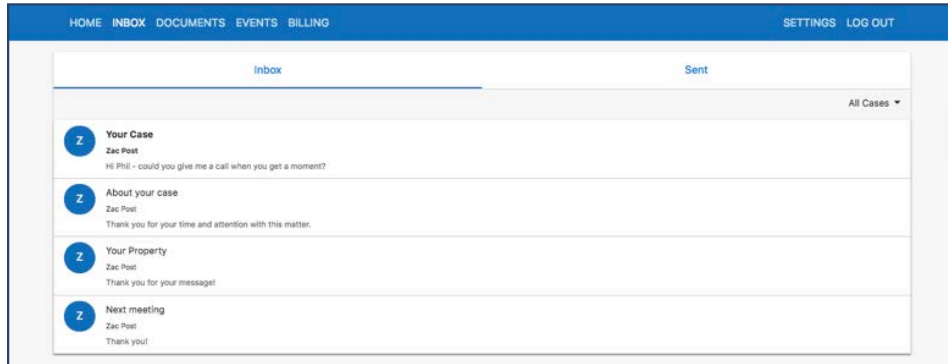 HOME INBOX DOCUMENTS EVENTS BILLING SETTINGS LOG OUT
Inbox Sent
All Cases
Z
Your Case
Zac Post
Hi Phil - could you give me a call when you get a moment?
Z
About your case
Zac Post
Thank you for your time and attention with this matter.
Z
Your Property
Zac Post
Thank you for your message!
Z
Next meeting
Zac Post
Thank you!